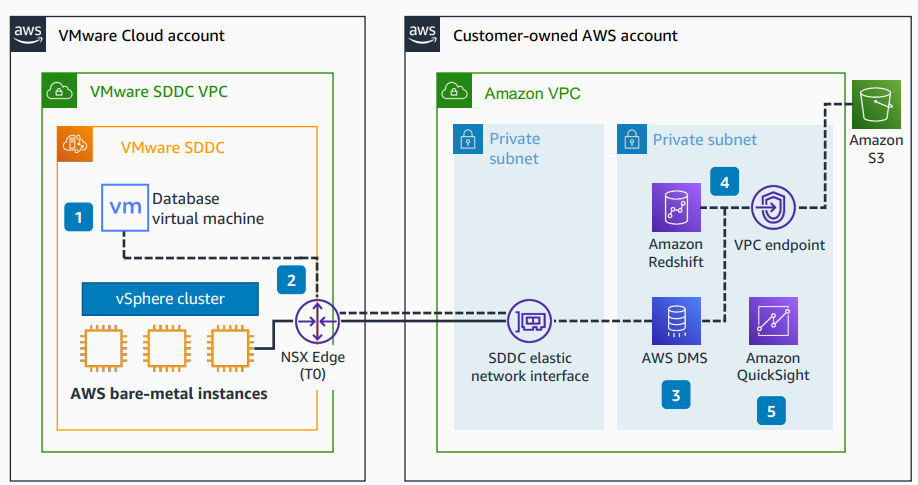 aws
VMware Cloud account
VMware SDDC VPC
VMware SDDC
1
vm
Database
virtual machine
2
vSphere cluster
NSX Edge
(T0)
AWS bare-metal instances
aws
Customer-owned AWS account
Amazon VPC
Private
subnet
SDDC elastic
network interface
Private subnet
4
Amazon
Redshift
VPC endpoint
AWS DMS
3
Amazon
QuickSight
5
Amazon
S3